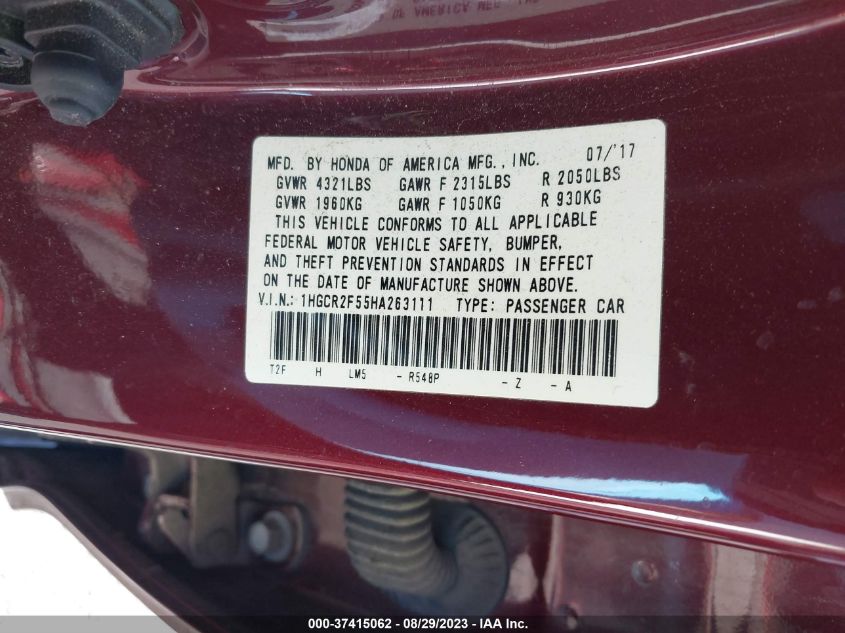 MFD. BY HONDA OF AMERICA MFG., INC. 07/'17
GVWR 4321LBS GAWR F 2315LBS R 2050LBS
GVWR 1960KG GAWR F 1050KG R 930KG
THIS VEHICLE CONFORMS TO ALL APPLICABLE
FEDERAL MOTOR VEHICLE SAFETY, BUMPER,
AND THEFT PREVENTION STANDARDS IN EFFECT
ON THE DATE OF MANUFACTURE SHOWN ABOVE.
V.I.N.: 1HGCR2F55HA263111 TYPE: PASSENGER CAR
T2F H LM5 - R548P - Z - A
000-37415062 - 08/29/2023 - IAA Inc.